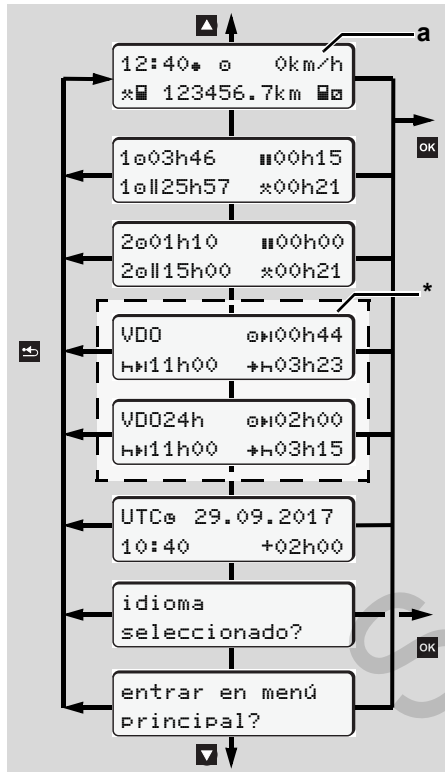 a
12:40● ⊙ 0km/h
123456.7km
OK
1⊙03h46 ▮▮00h15
1⊙||25h57 ⚒00h21
2⊙01h10 ▮▮00h00
2⊙||15h00 ⚒00h21
*
VDO ⊙▸|00h44
11h00 03h23
VDO24h ⊙▸|02h00
11h00 03h15
UTC 29.09.2017
10:40 +02h00
idioma
seleccionado?
OK
entrar en menú
principal?